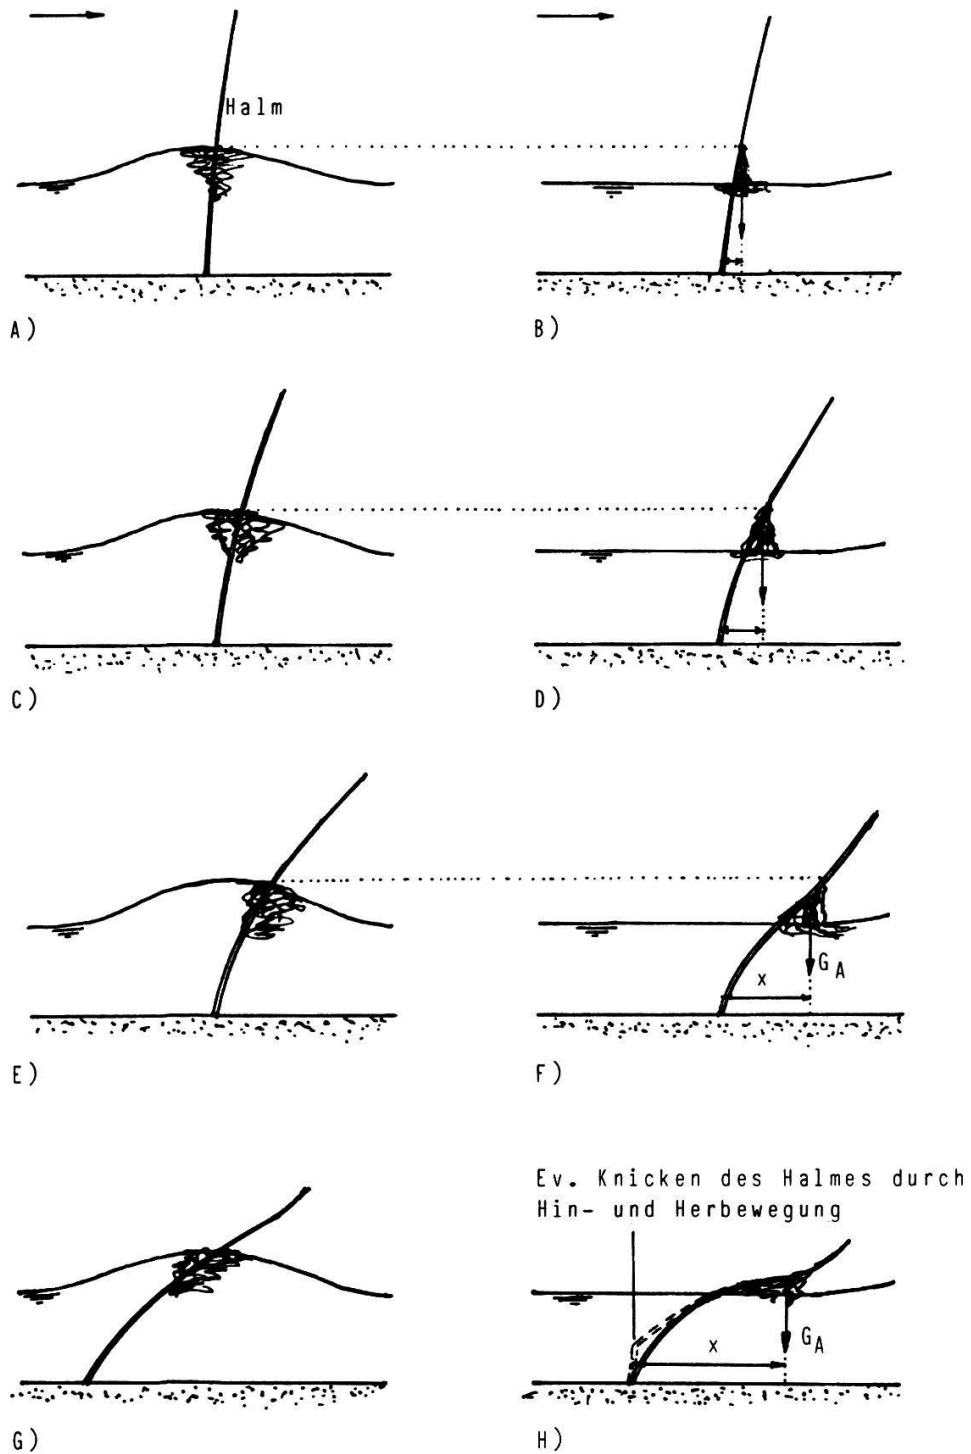 Halm
A)
B)
C)
D)
G A
x
E)
F)
Ev. Knicken des Halmes durch
Hin- und Herbewegung
G A
x
G)
H)